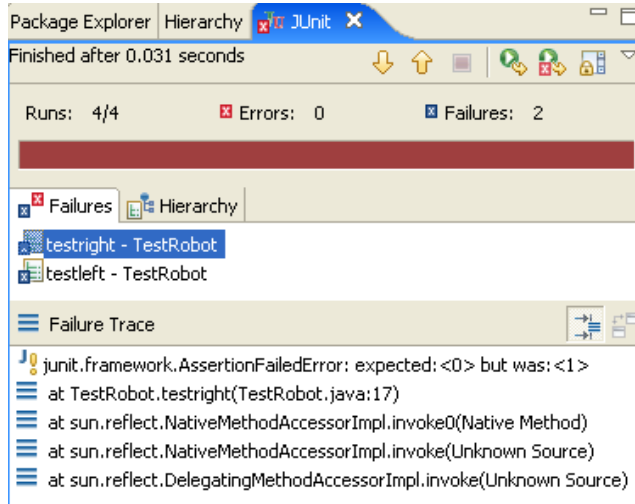 Package Explorer Hierarchy JUnit
Finished after 0.031 seconds
Runs: 4/4 Errors: 0 Failures: 2
Failures Hierarchy
testright - TestRobot
testleft - TestRobot
Failure Trace
junit.framework.AssertionFailedError: expected:<0> but was:<1>
at TestRobot.testright(TestRobot.java:17)
at sun.reflect.NativeMethodAccessorImpl.invoke0(Native Method)
at sun.reflect.NativeMethodAccessorImpl.invoke(Unknown Source)
at sun.reflect.DelegatingMethodAccessorImpl.invoke(Unknown Source)